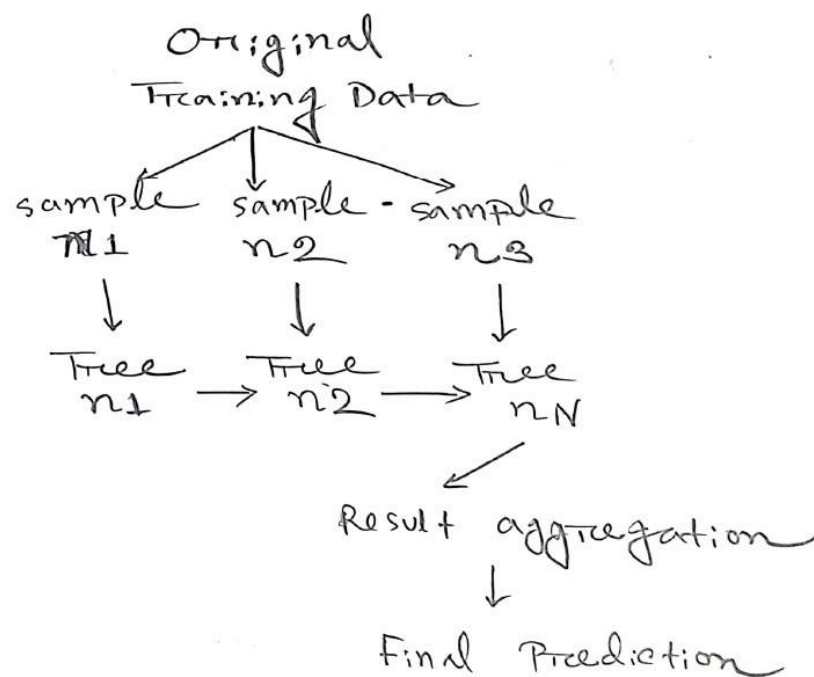 Original
Training Data
sample sample - sample
n1 n2 n3
Tree Tree Tree
n1 n2 nN
Result aggregation
Final Prediction